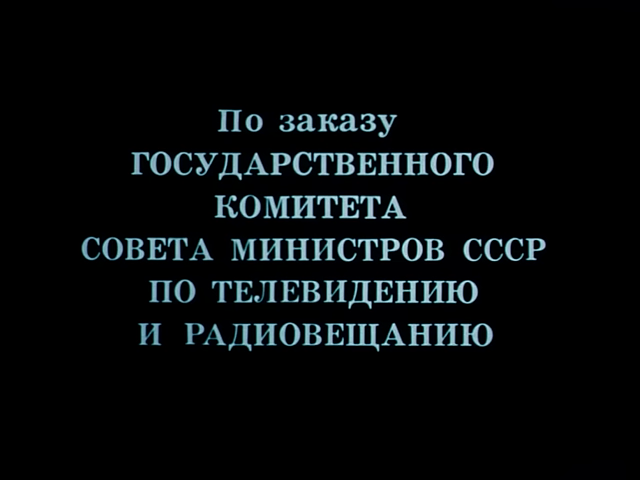 По заказу
ГОСУДАРСТВЕННОГО
КОМИТЕТА
СОВЕТА МИНИСТРОВ СССР
ПО ТЕЛЕВИДЕНИЮ
И РАДИОВЕЩАНИЮ